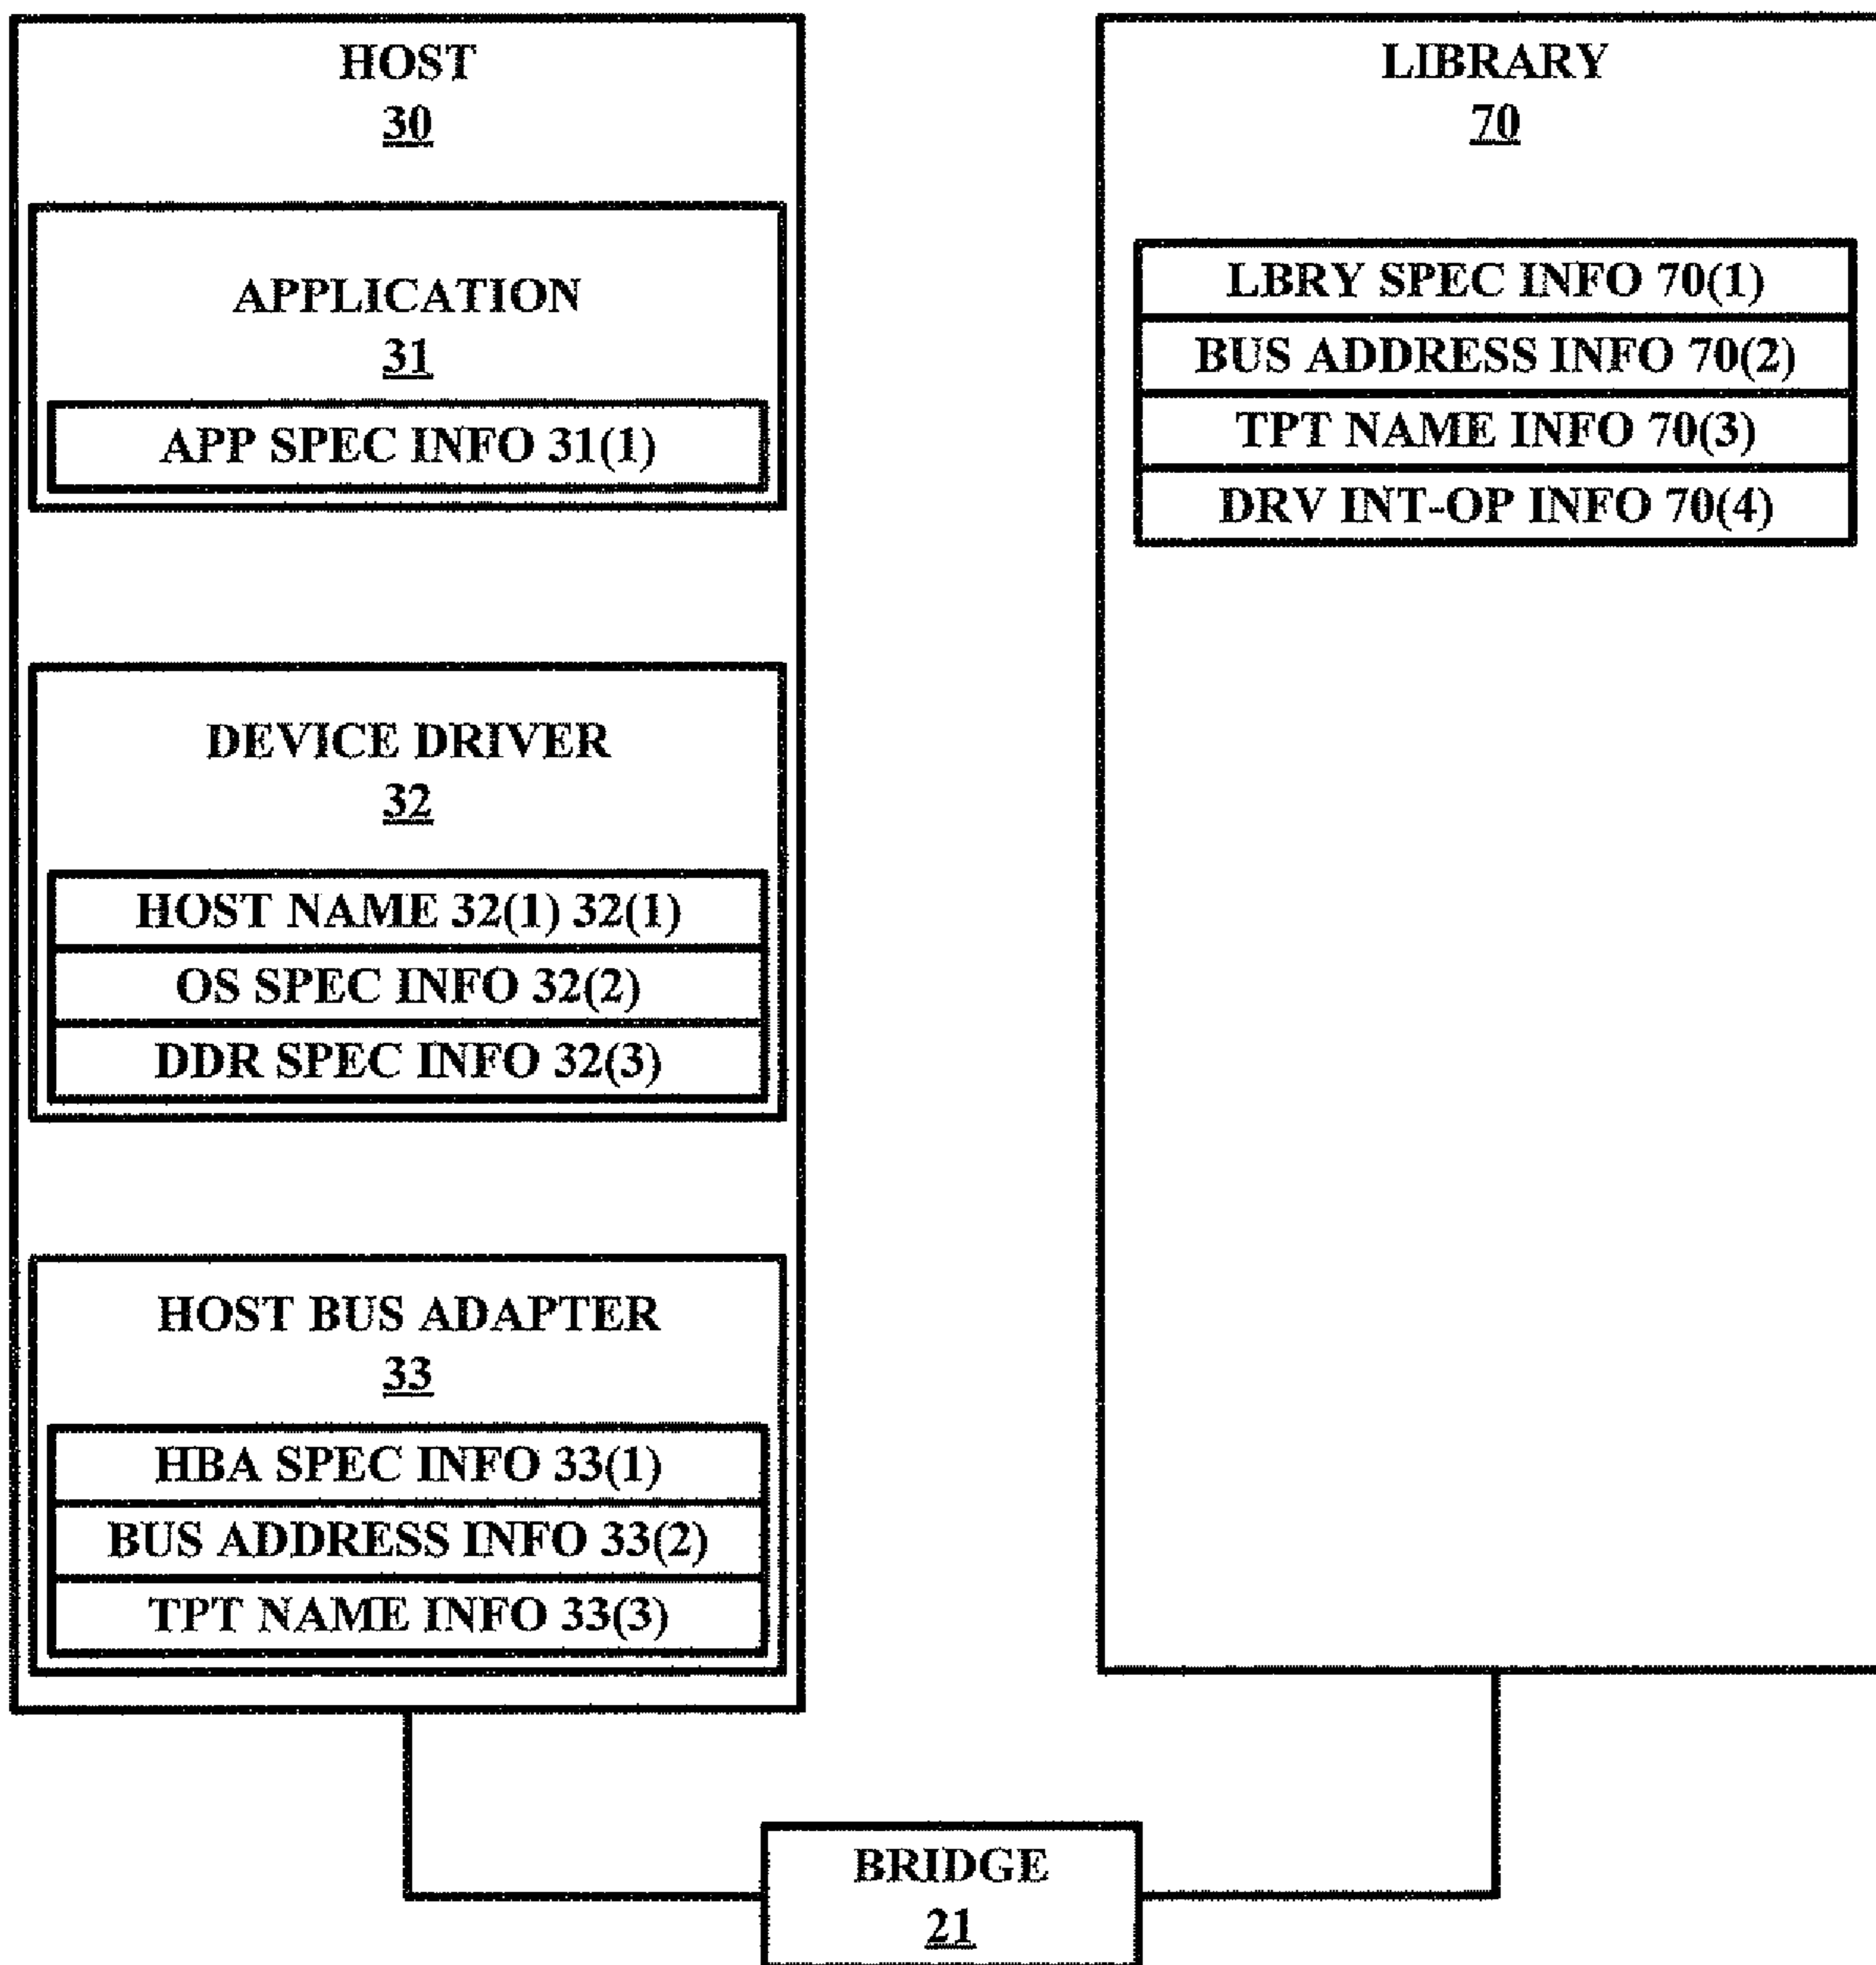 HOST
30
APPLICATION
31
APP SPEC INFO 31(1)
DEVICE DRIVER
32
HOST NAME 32(1) 32(1)
OS SPEC INFO 32(2)
DDR SPEC INFO 32(3)
HOST BUS ADAPTER
33
HBA SPEC INFO 33(1)
BUS ADDRESS INFO 33(2)
TPT NAME INFO 33(3)
LIBRARY
70
LBRY SPEC INFO 70(1)
BUS ADDRESS INFO 70(2)
TPT NAME INFO 70(3)
DRV INT-OP INFO 70(4)
BRIDGE
21